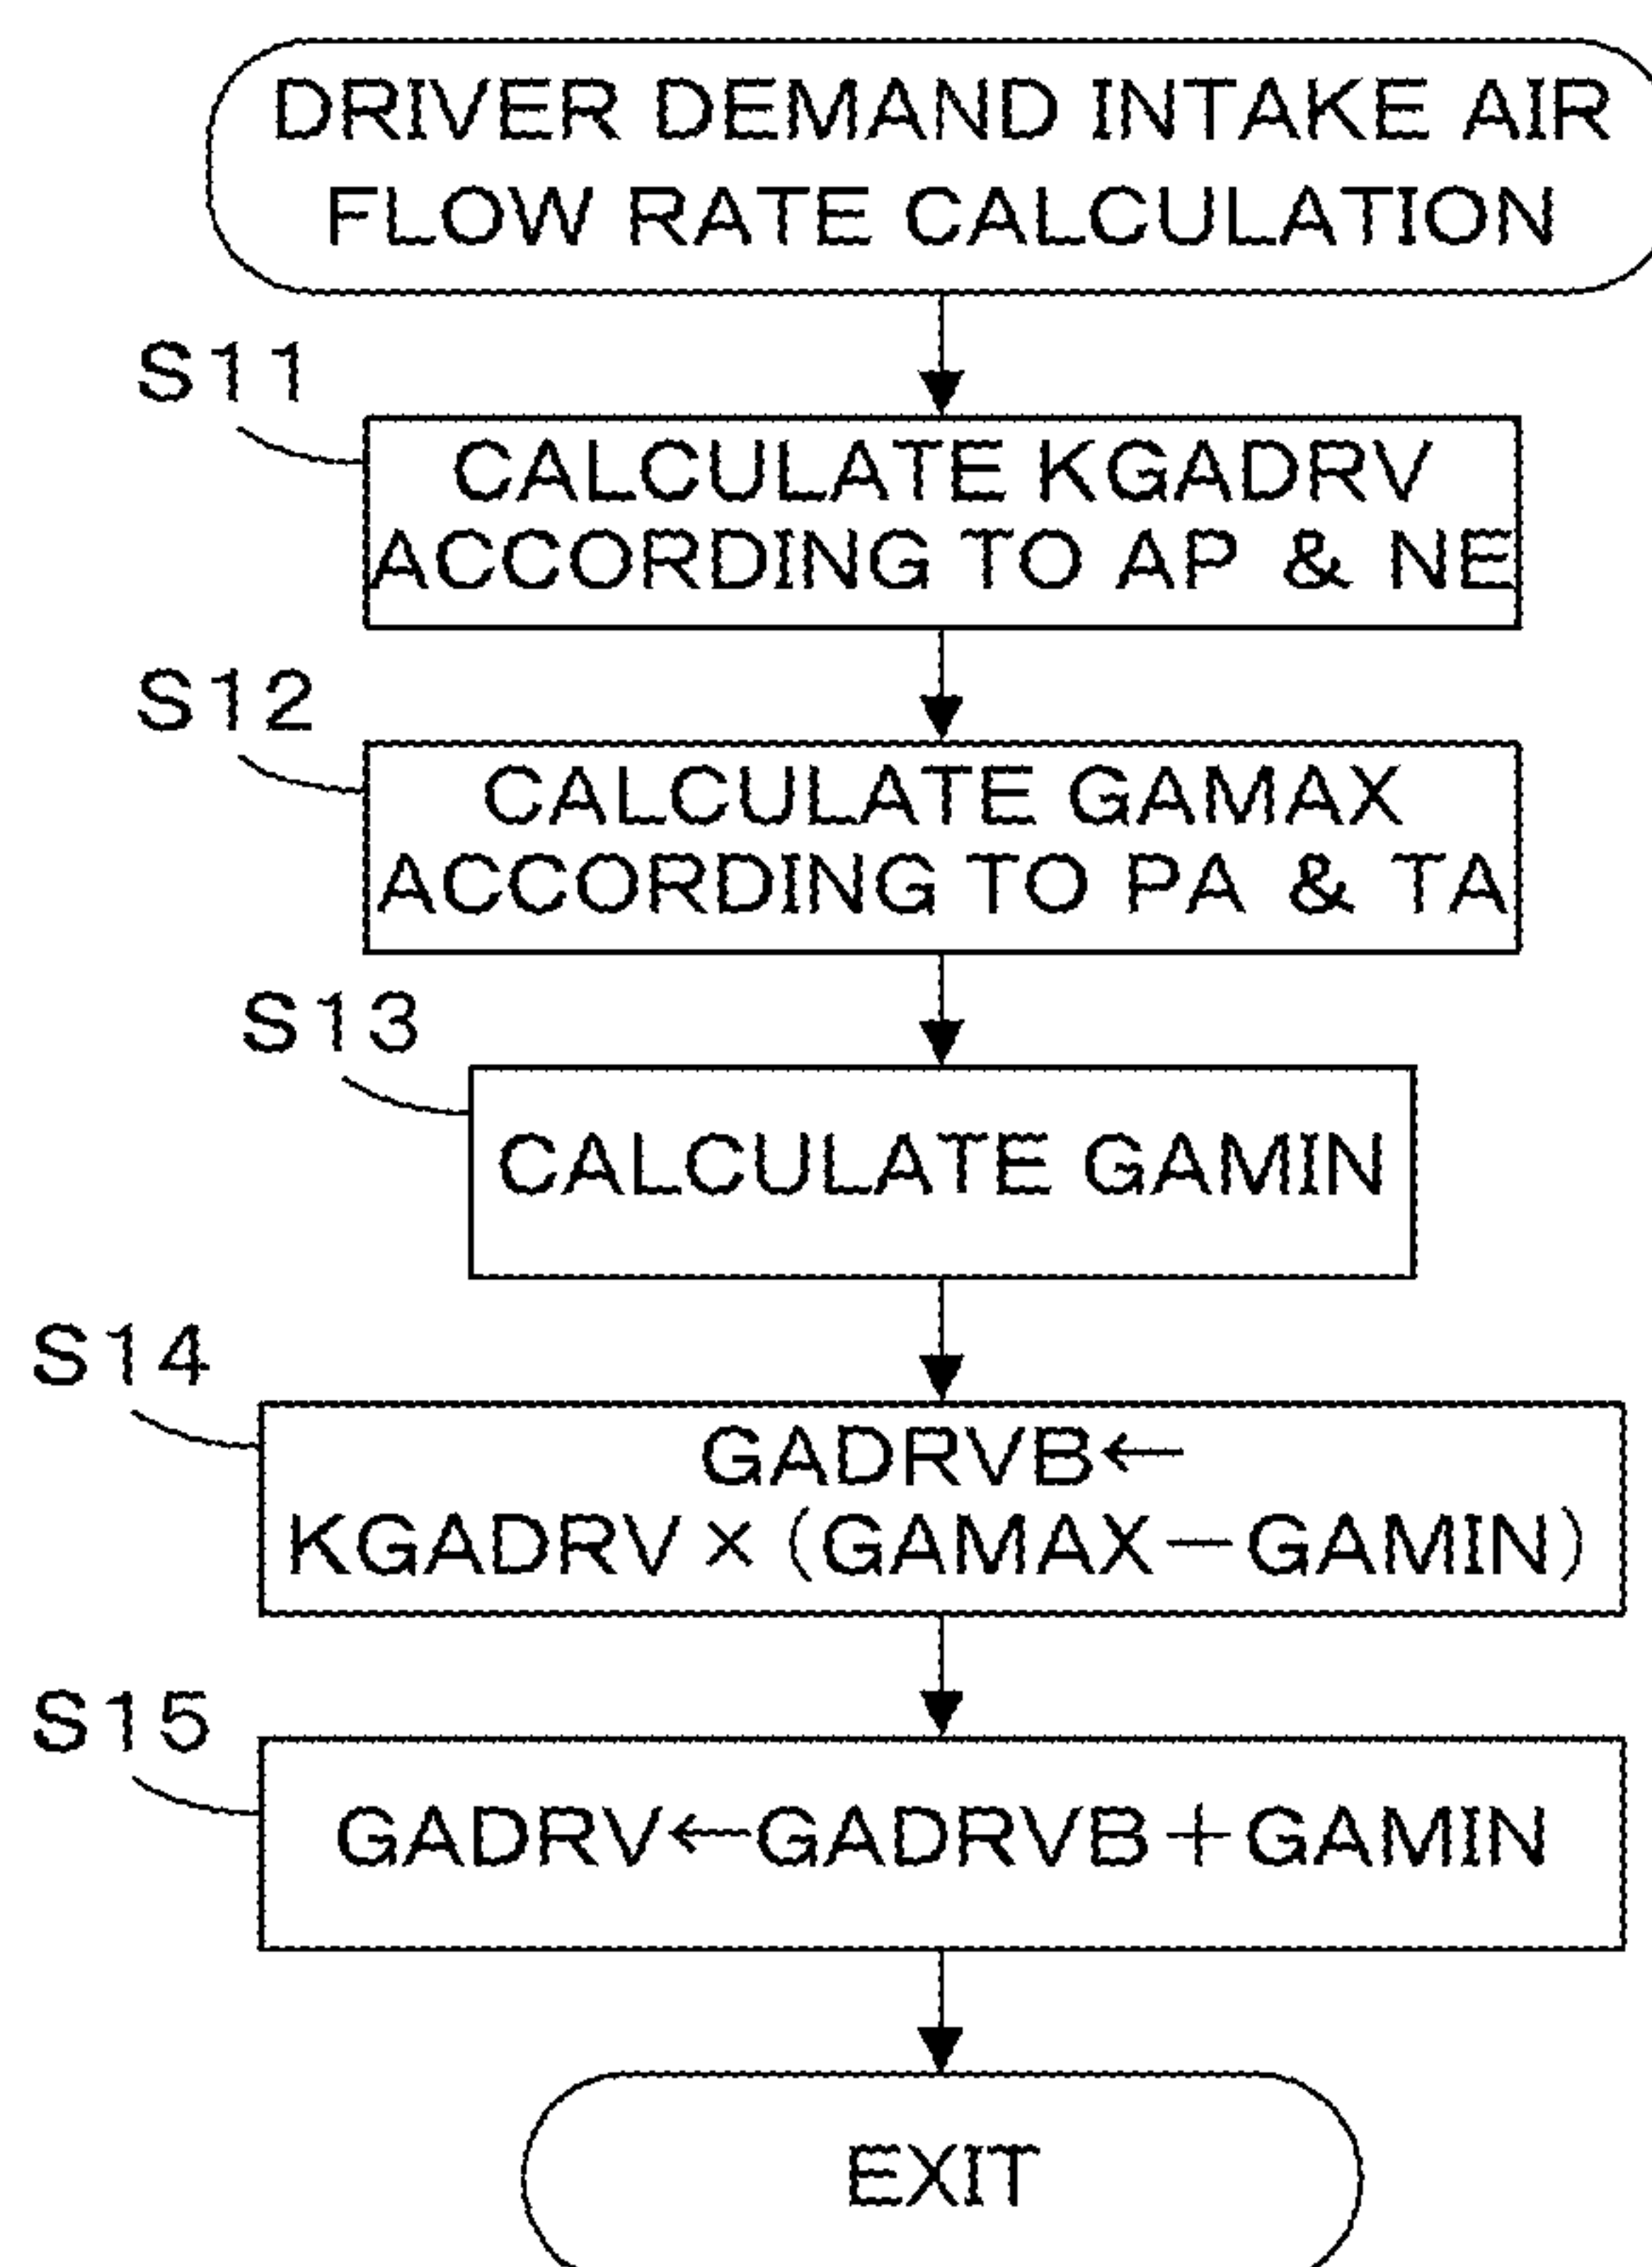 DRIVER DEMAND INTAKE AIR
FLOW RATE CALCULATION
S11
CALCULATE KGADRV
ACCORDING TO AP & NE
S12
CALCULATE GAMAX
ACCORDING TO PA & TA
S13
CALCULATE GAMIN
S14
GADRVB←
KGADRV×(GAMAX−GAMIN)
S15
GADRV←GADRVB+GAMIN
EXIT